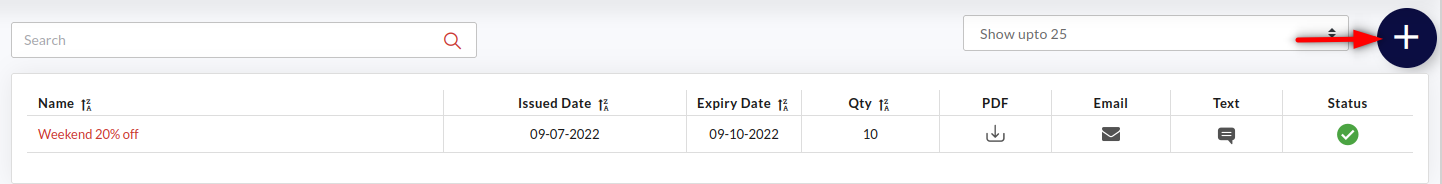 Search
Show upto 25
Name Issued Date Expiry Date Qty PDF Email Text Status
Weekend 20% off 09-07-2022 09-10-2022 10